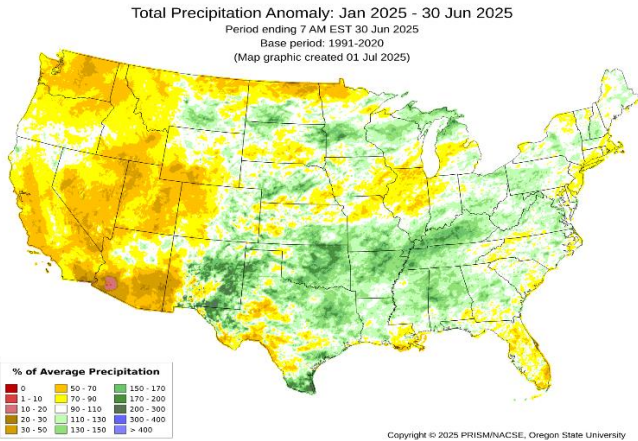 Total Precipitation Anomaly: Jan 2025 - 30 Jun 2025
Period ending 7 AM EST 30 Jun 2025
Base period: 1991-2020
(Map graphic created 01 Jul 2025)
% of Average Precipitation
0 50 - 70 150 - 170
1 - 10 70 - 90 170 - 200
10 - 20 90 - 110 200 - 300
20 - 30 110 - 130 300 - 400
30 - 50 130 - 150 > 400
Copyright © 2025 PRISM/NACSE, Oregon State University